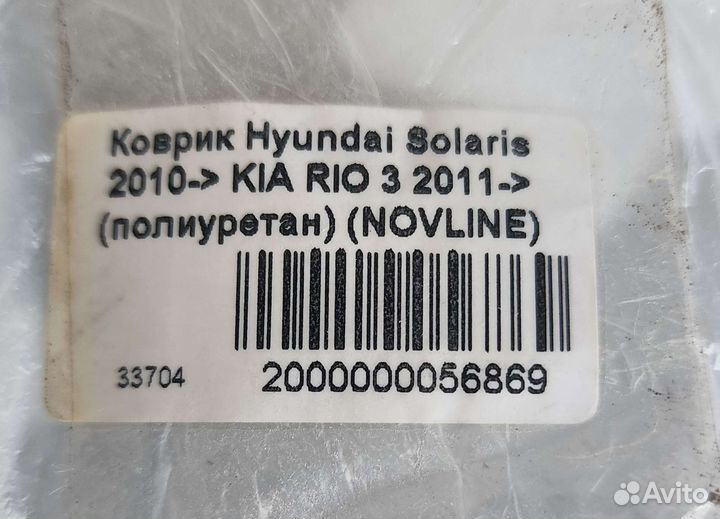 Коврик Hyundai Solaris
2010-> KIA RIO 3 2011->
(полиуретан) (NOVLINE)
33704
2000000056869
Avito